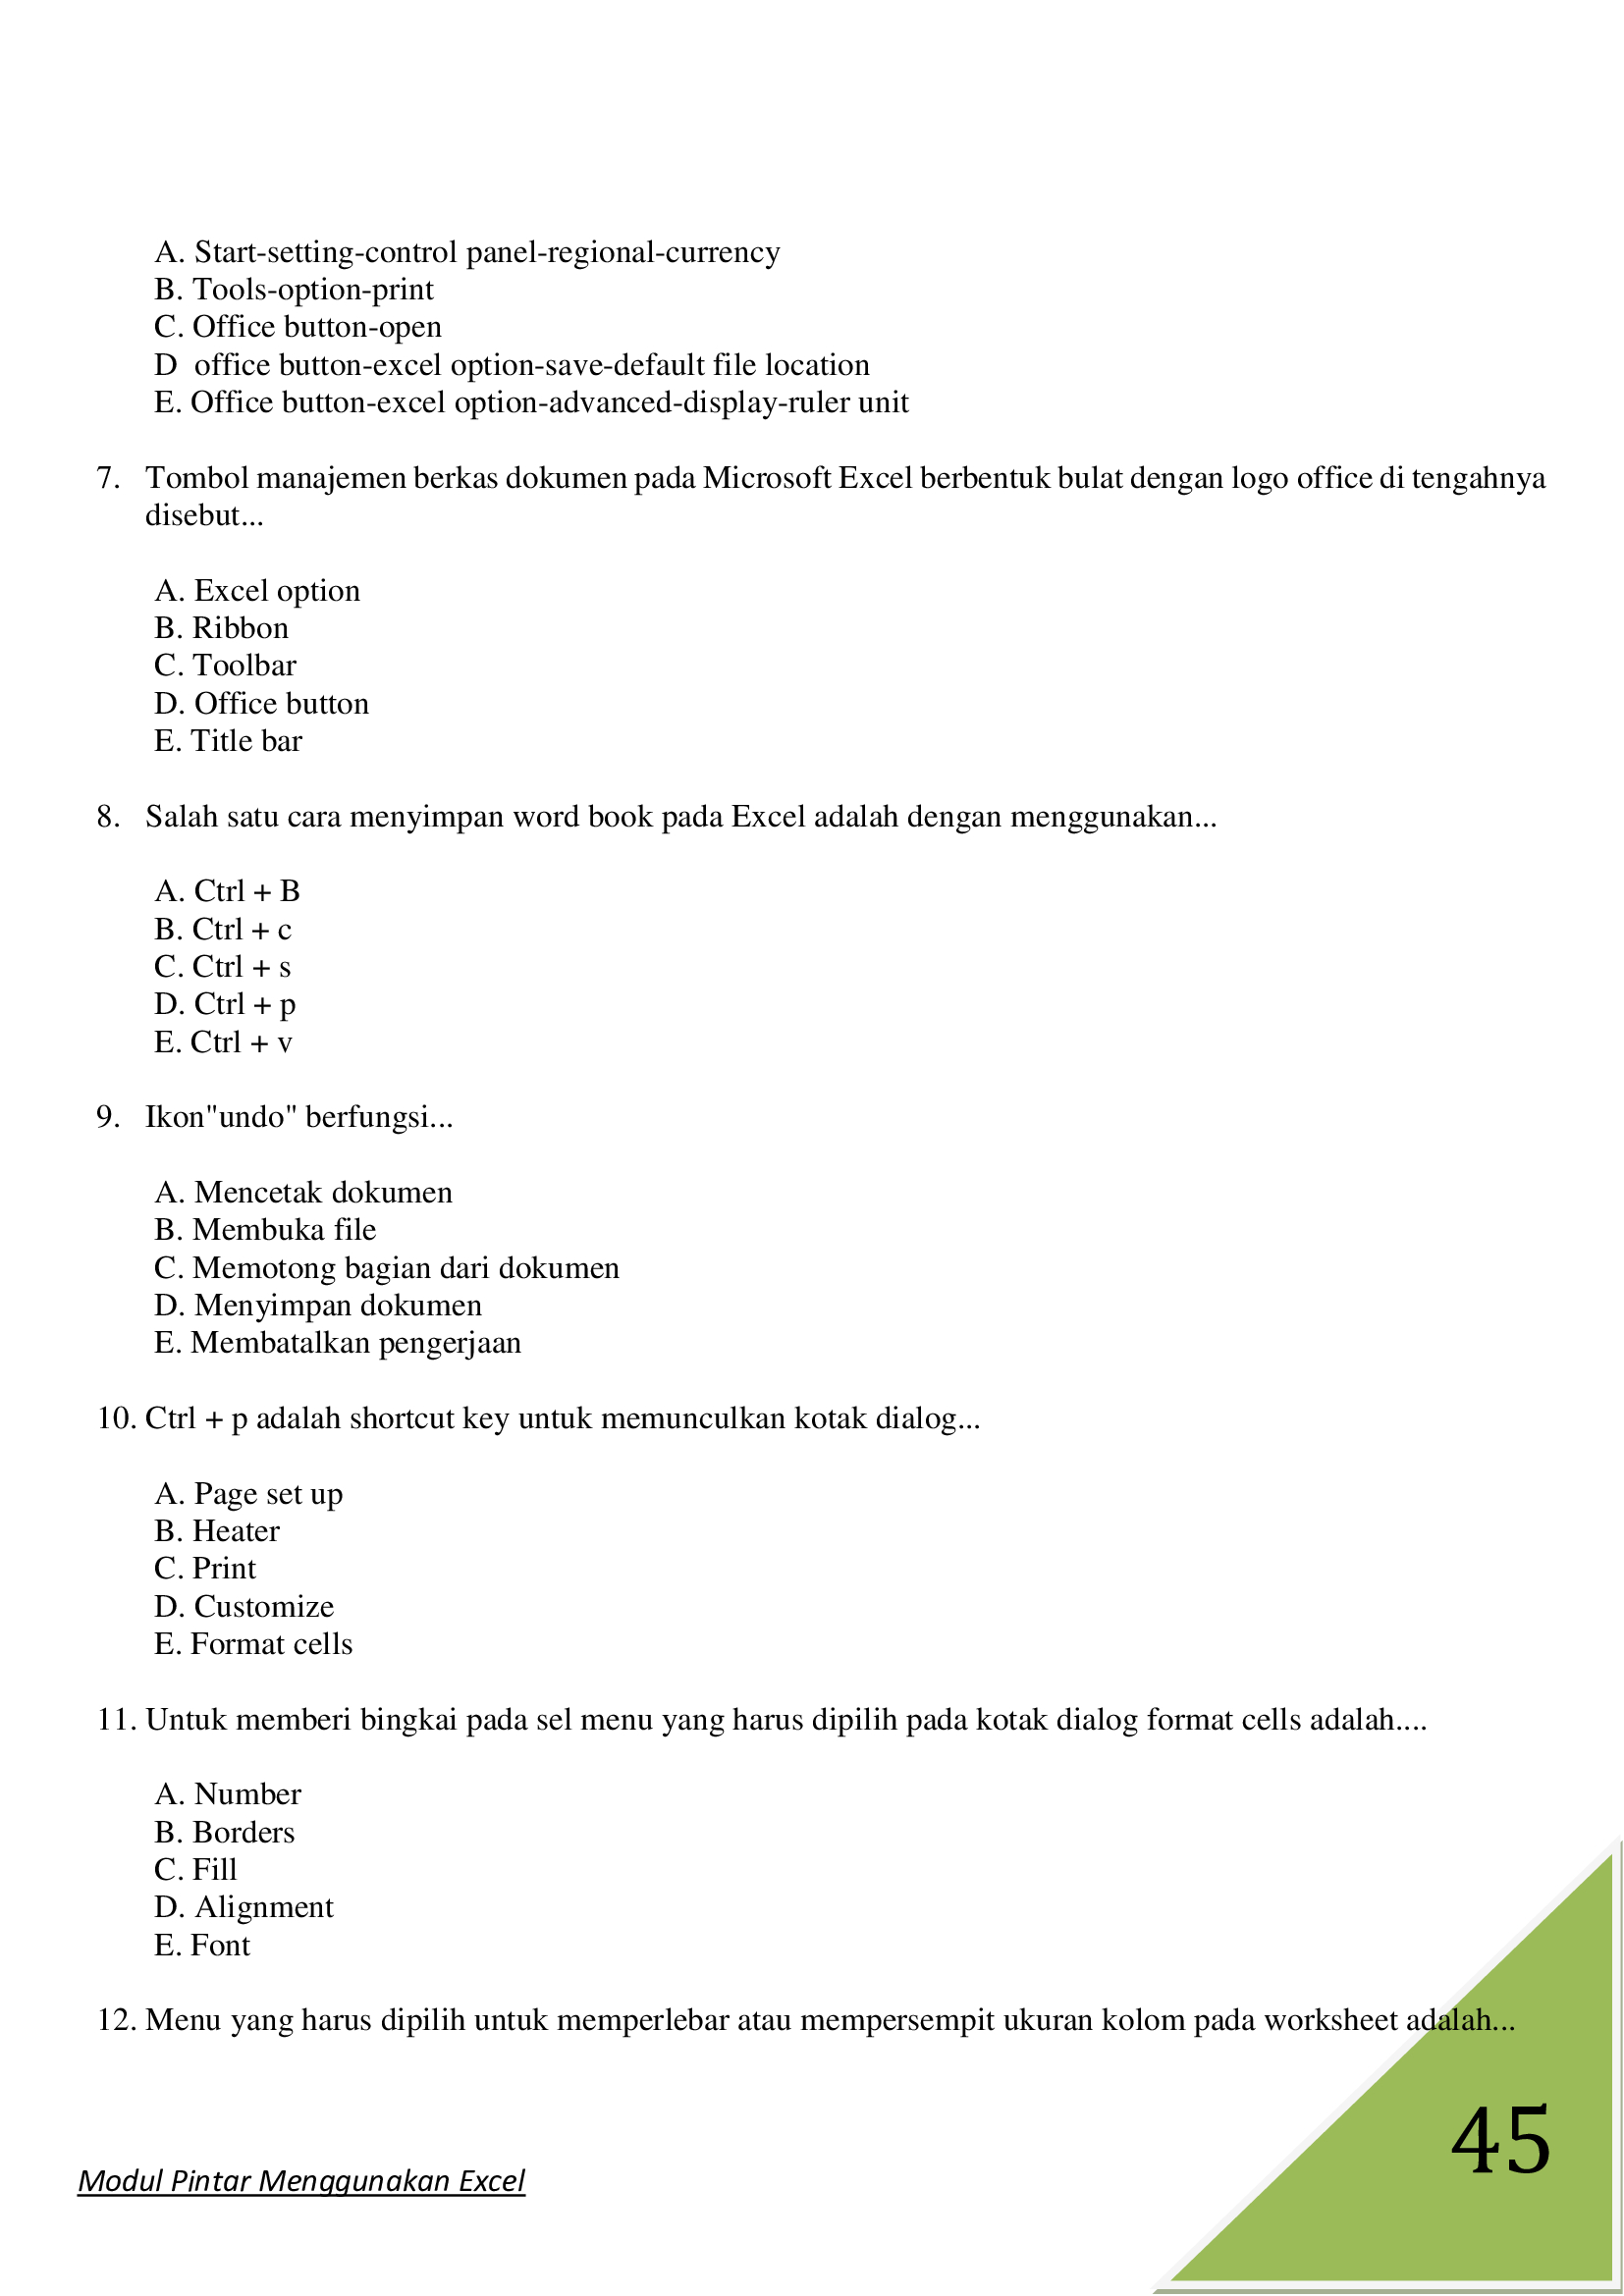 A. Start-setting-control panel-regional-currency
B. Tools-option-print
C. Office button-open
D  office button-excel option-save-default file location
E. Office button-excel option-advanced-display-ruler unit
7. Tombol manajemen berkas dokumen pada Microsoft Excel berbentuk bulat dengan logo office di tengahnya
disebut...
A. Excel option
B. Ribbon
C. Toolbar
D. Office button
E. Title bar
8. Salah satu cara menyimpan word book pada Excel adalah dengan menggunakan...
A. Ctrl + B
B. Ctrl + c
C. Ctrl + s
D. Ctrl + p
E. Ctrl + v
9. Ikon"undo" berfungsi...
A. Mencetak dokumen
B. Membuka file
C. Memotong bagian dari dokumen
D. Menyimpan dokumen
E. Membatalkan pengerjaan
10. Ctrl + p adalah shortcut key untuk memunculkan kotak dialog...
A. Page set up
B. Heater
C. Print
D. Customize
E. Format cells
11. Untuk memberi bingkai pada sel menu yang harus dipilih pada kotak dialog format cells adalah....
A. Number
B. Borders
C. Fill
D. Alignment
E. Font
12. Menu yang harus dipilih untuk memperlebar atau mempersempit ukuran kolom pada worksheet adalah...
45
Modul Pintar Menggunakan Excel